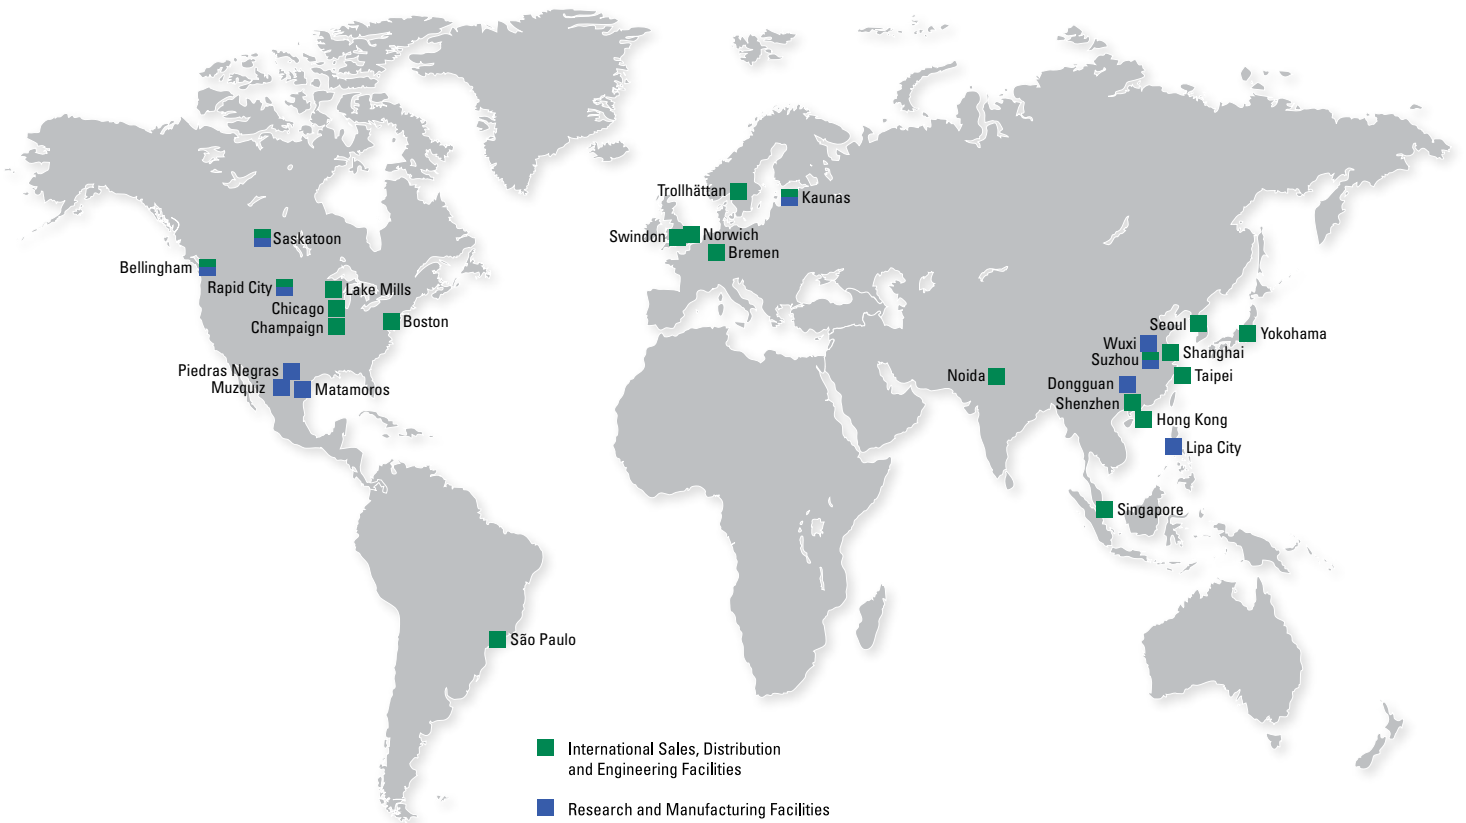 Trollhättan
Kaunas
Swindon
Norwich
Bremen
Saskatoon
Bellingham
Rapid City
Lake Mills
Chicago
Champaign
Boston
Piedras Negras
Muzquiz
Matamoros
Seoul
Yokohama
Wuxi
Shanghai
Suzhou
Noida
Taipei
Dongguan
Shenzhen
Hong Kong
Lipa City
Singapore
São Paulo
International Sales, Distribution
and Engineering Facilities
Research and Manufacturing Facilities